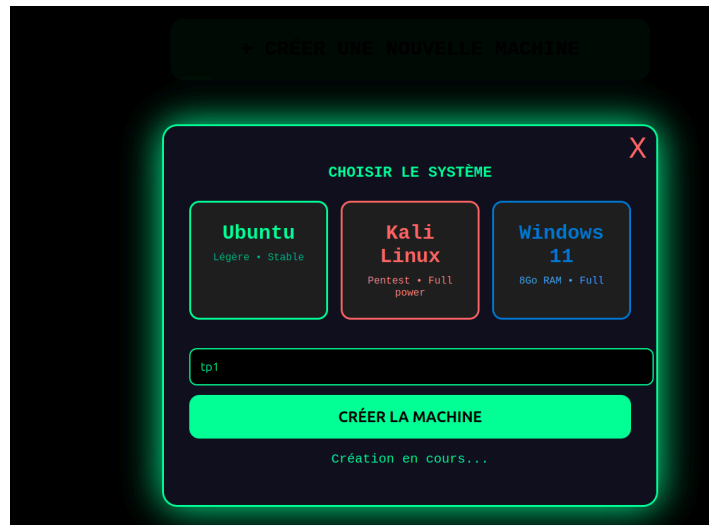 + CRÉER UNE NOUVELLE MACHINE
X
CHOISIR LE SYSTÈME
Ubuntu
Légère • Stable
Kali
Linux
Pentest • Full
power
Windows
11
8Go RAM • Full
tp1
CRÉER LA MACHINE
Création en cours...